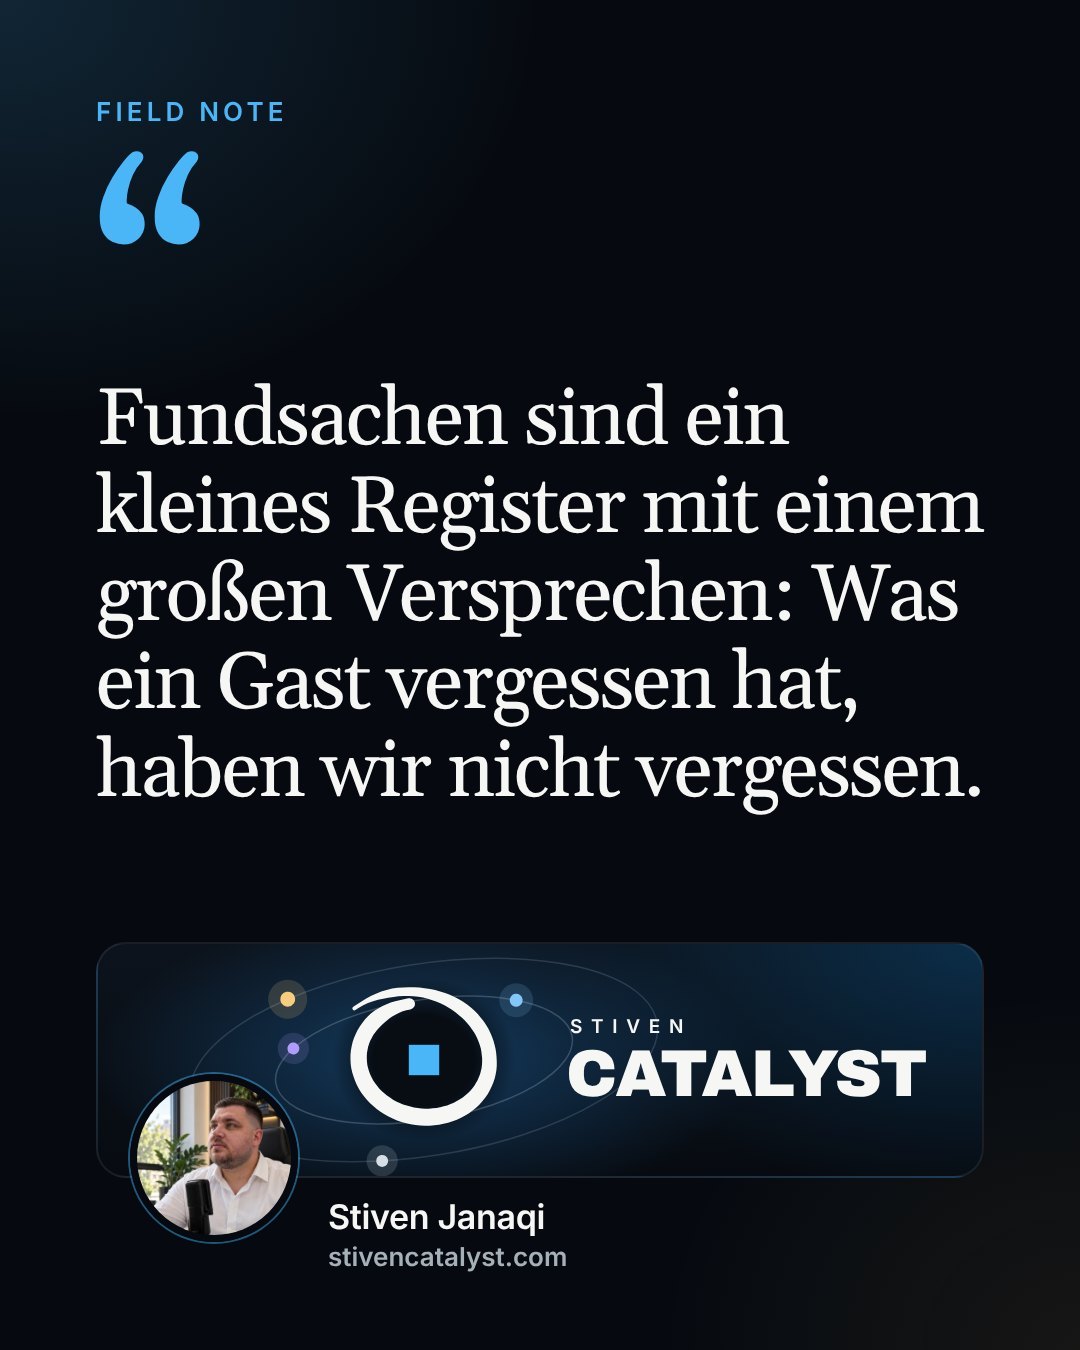 FIELD NOTE
“
Fundsachen sind ein
kleines Register mit einem
großen Versprechen: Was
ein Gast vergessen hat,
haben wir nicht vergessen.
STIVEN
CATALYST
Stiven Janaqi
stivencatalyst.com